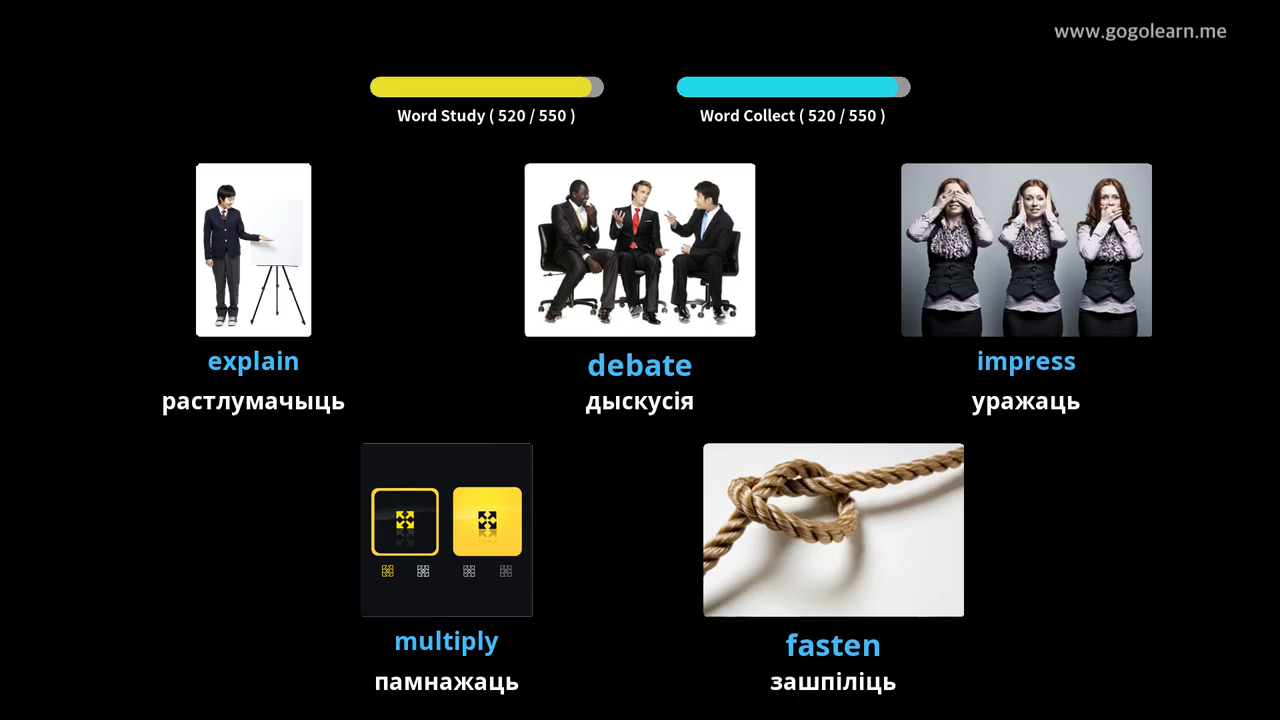 www.gogolearn.me
Word Study ( 520 / 550 )
Word Collect ( 520 / 550 )
explain
debate
impress
растлумачыць
дыскусія
уражаць
multiply
fasten
памнажаць
зашпіліць